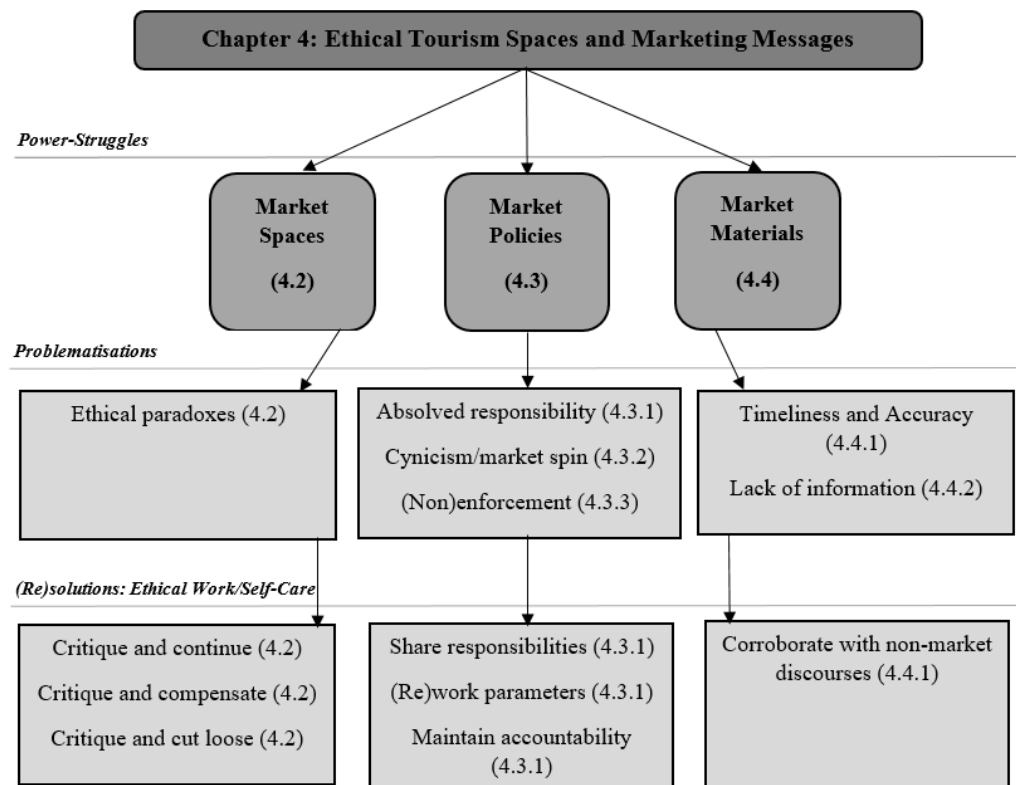 Chapter 4: Ethical Tourism Spaces and Marketing Messages
Power-Struggles
Market
Spaces
(4.2)
Market
Policies
(4.3)
Market
Materials
(4.4)
Problematisations
Ethical paradoxes (4.2)
Absolved responsibility (4.3.1)
Cynicism/market spin (4.3.2)
(Non)enforcement (4.3.3)
Timeliness and Accuracy
(4.4.1)
Lack of information (4.4.2)
(Re)solutions: Ethical Work/Self-Care
Critique and continue (4.2)
Critique and compensate (4.2)
Critique and cut loose (4.2)
Share responsibilities (4.3.1)
(Re)work parameters (4.3.1)
Maintain accountability
(4.3.1)
Corroborate with non-market
discourses (4.4.1)